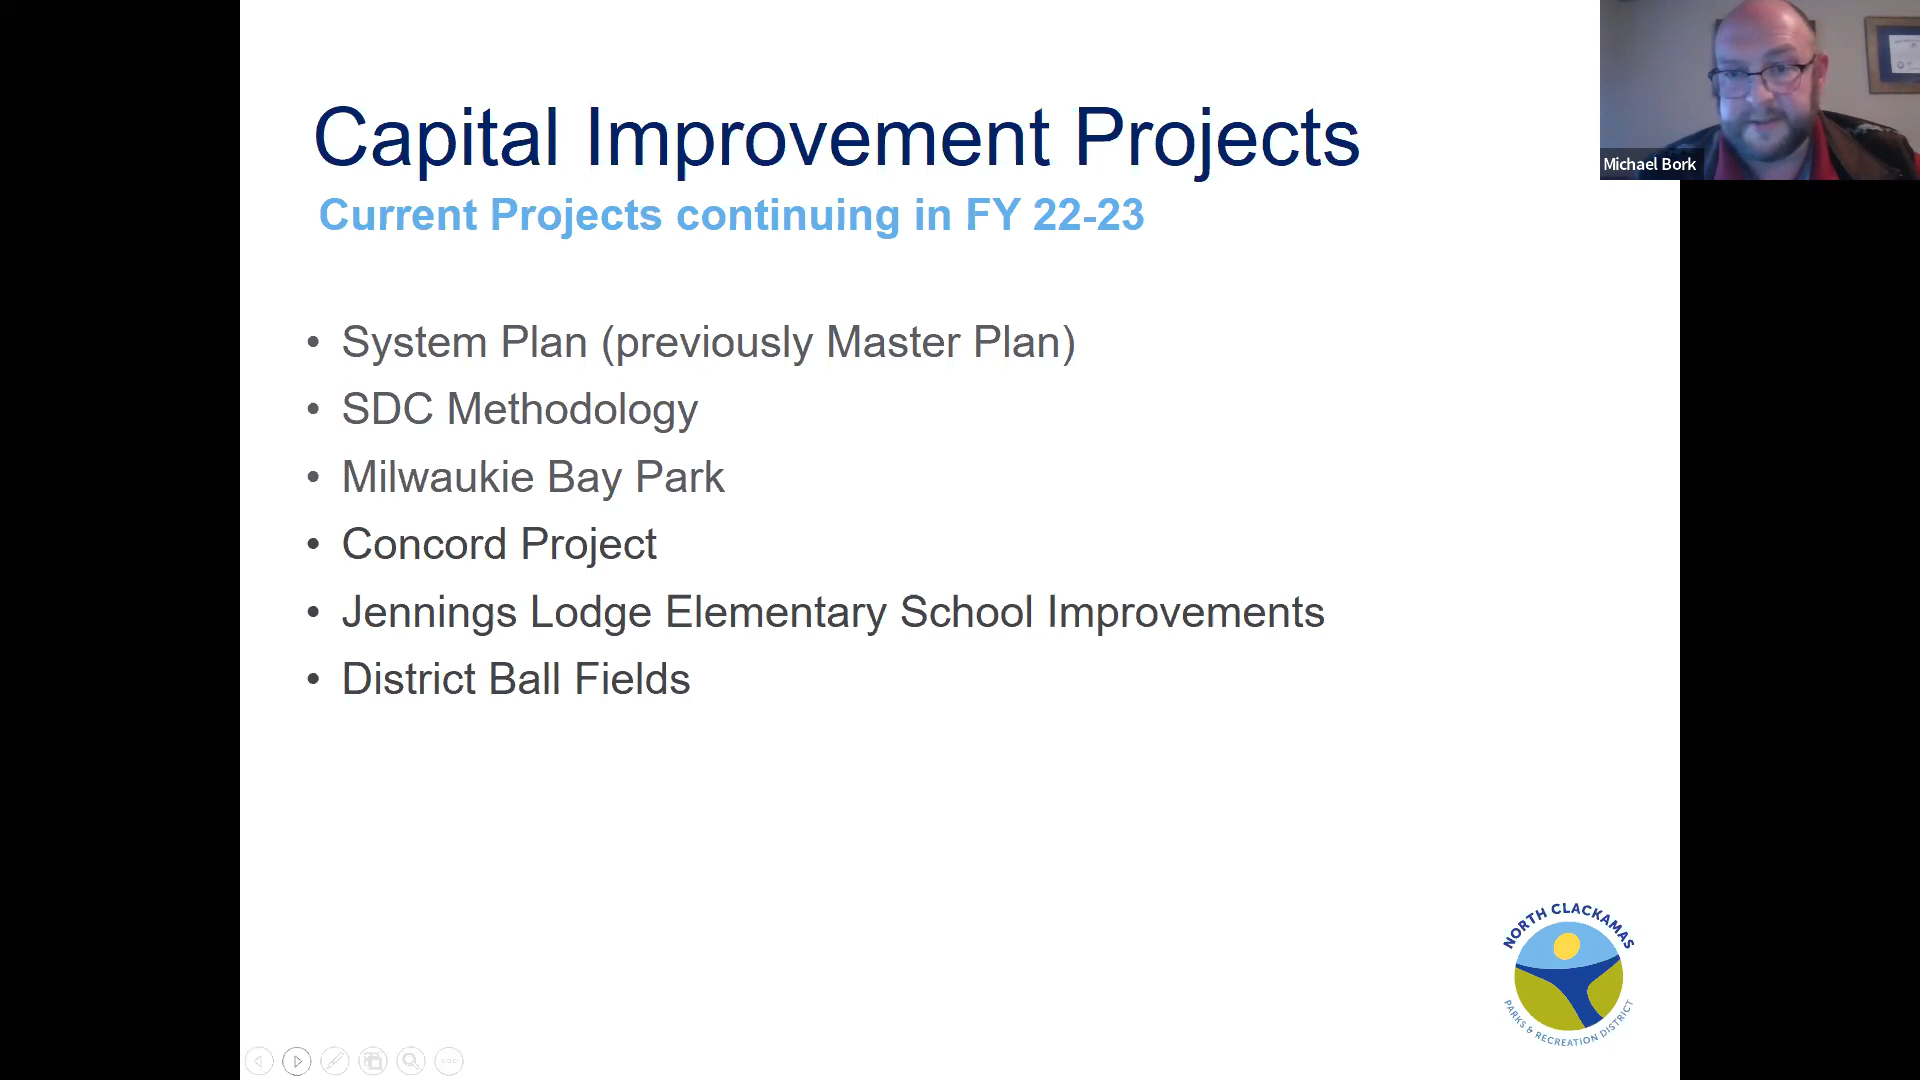 Capital Improvement Projects
Current Projects continuing in FY 22-23
• System Plan (previously Master Plan)
• SDC Methodology
• Milwaukie Bay Park
• Concord Project
• Jennings Lodge Elementary School Improvements
• District Ball Fields
Michael Bork
NORTH CLACKAMAS
PARKS & RECREATION DISTRICT